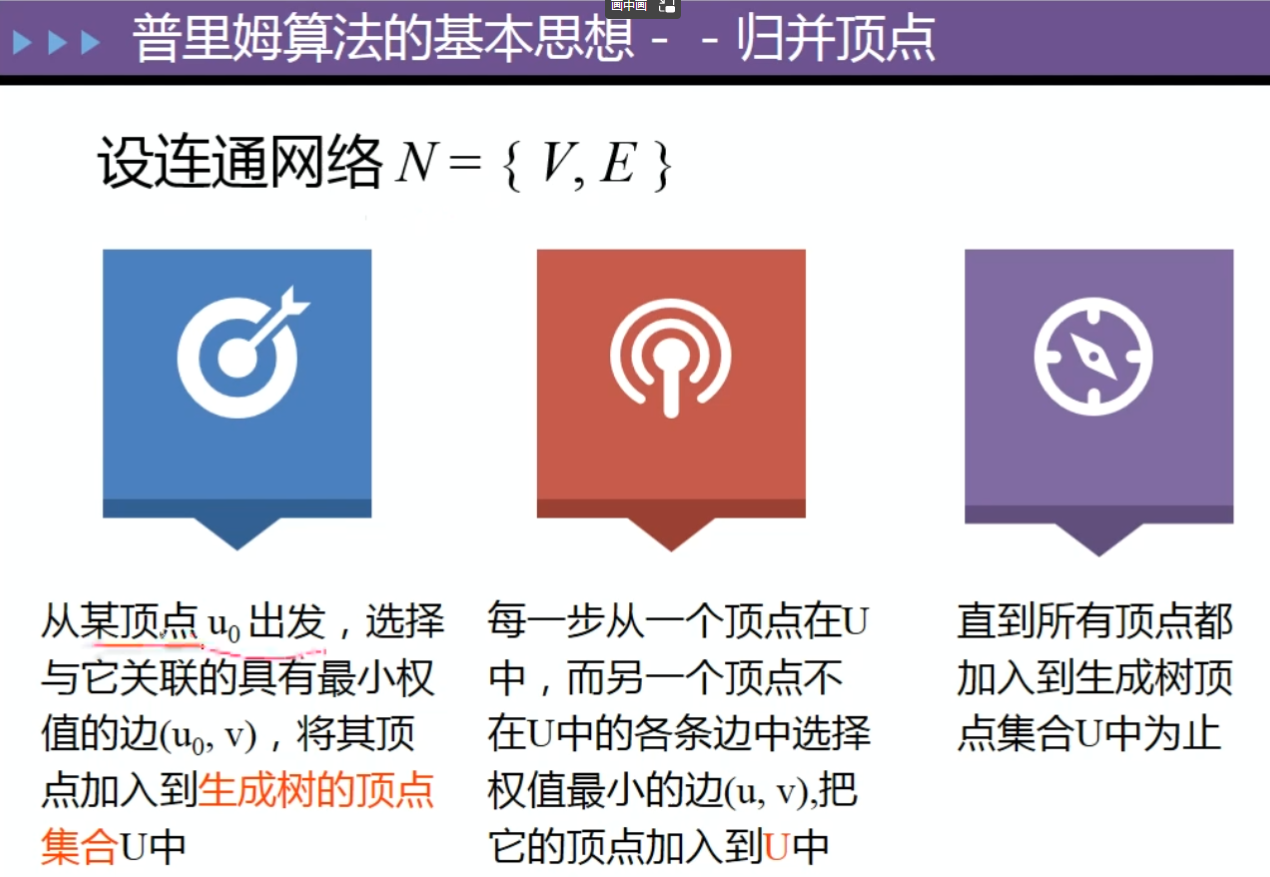 画中画
普里姆算法的基本思想－－归并顶点
设连通网络 N = { V, E }
从某顶点 u₀ 出发，选择
与它关联的具有最小权
值的边(u₀, v)，将其顶
点加入到生成树的顶点
集合U中
每一步从一个顶点在U
中，而另一个顶点不
在U中的各条边中选择
权值最小的边(u, v),把
它的顶点加入到U中
直到所有顶点都
加入到生成树顶
点集合U中为止